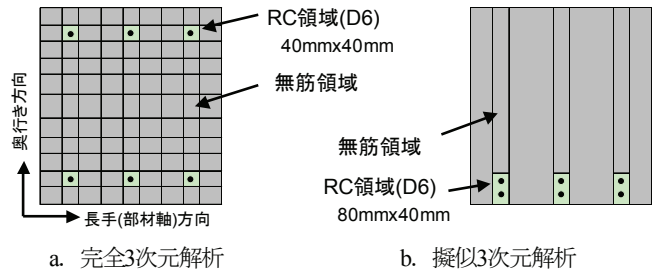 RC領域(D6)
40mmx40mm
無筋領域
奥行き方向
長手(部材軸)方向
a. 完全3次元解析
無筋領域
RC領域(D6)
80mmx40mm
b. 擬似3次元解析